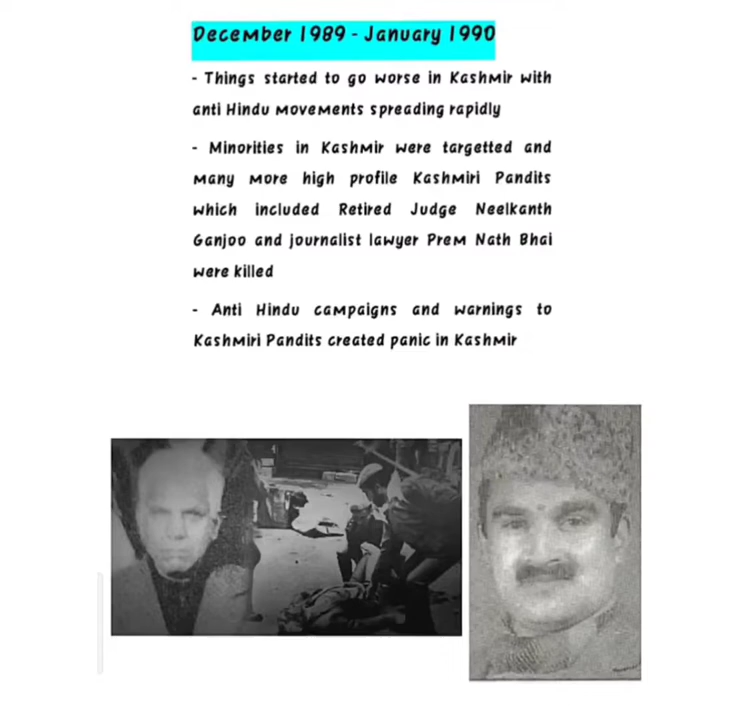 December 1989 - January 1990
- Things started to go worse in Kashmir with
anti Hindu movements spreading rapidly
- Minorities in Kashmir were targetted and
many more high profile Kashmiri Pandits
which included Retired Judge Neelkanth
Ganjoo and journalist lawyer Prem Nath Bhai
were killed
- Anti Hindu campaigns and warnings to
Kashmiri Pandits created panic in Kashmir